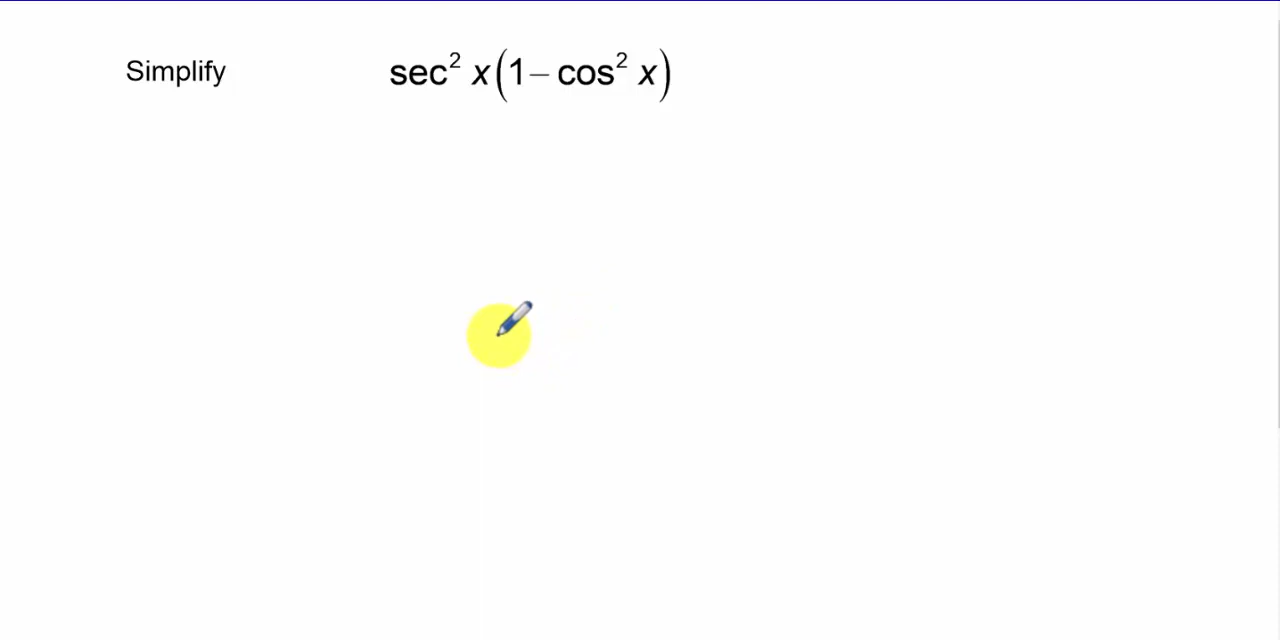 Simplify sec² x(1 – cos² x)